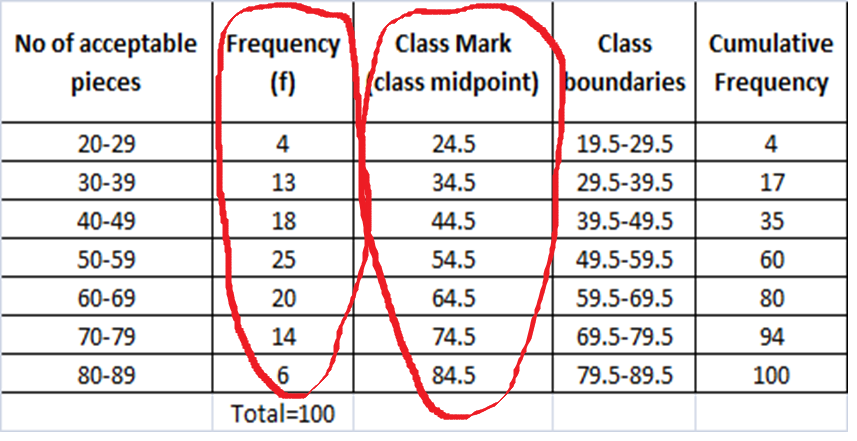 No of acceptable pieces Frequency (f) Class Mark (class midpoint) Class boundaries Cumulative Frequency
20-29 4 24.5 19.5-29.5 4
30-39 13 34.5 29.5-39.5 17
40-49 18 44.5 39.5-49.5 35
50-59 25 54.5 49.5-59.5 60
60-69 20 64.5 59.5-69.5 80
70-79 14 74.5 69.5-79.5 94
80-89 6 84.5 79.5-89.5 100
Total=100